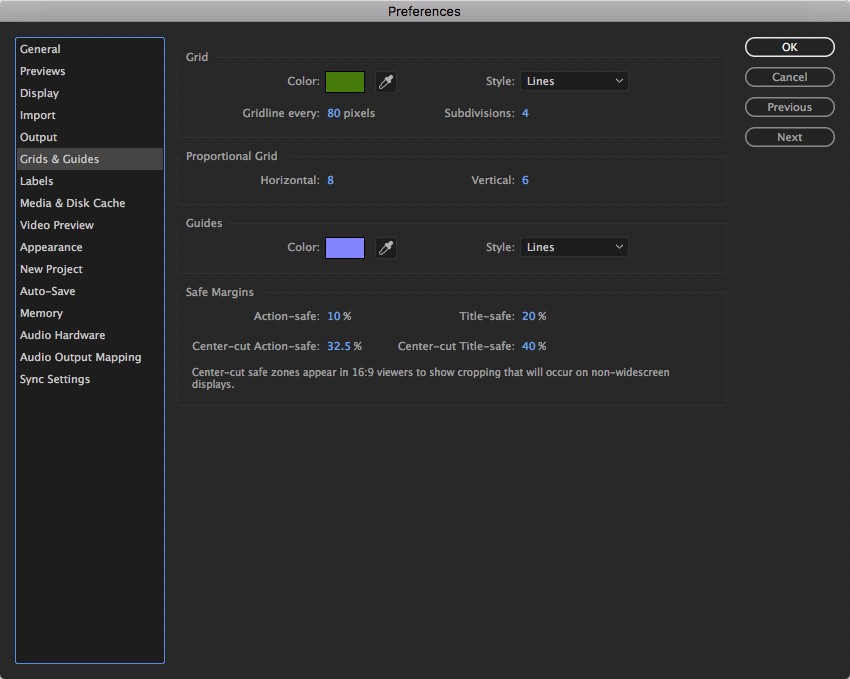 Preferences
General
Previews
Display
Import
Output
Grids & Guides
Labels
Media & Disk Cache
Video Preview
Appearance
New Project
Auto-Save
Memory
Audio Hardware
Audio Output Mapping
Sync Settings
Grid
Color: Style: Lines
Gridline every: 80 pixels Subdivisions: 4
Proportional Grid
Horizontal: 8 Vertical: 6
Guides
Color: Style: Lines
Safe Margins
Action-safe: 10 % Title-safe: 20 %
Center-cut Action-safe: 32.5 % Center-cut Title-safe: 40 %
Center-cut safe zones appear in 16:9 viewers to show cropping that will occur on non-widescreen
displays.
OK
Cancel
Previous
Next